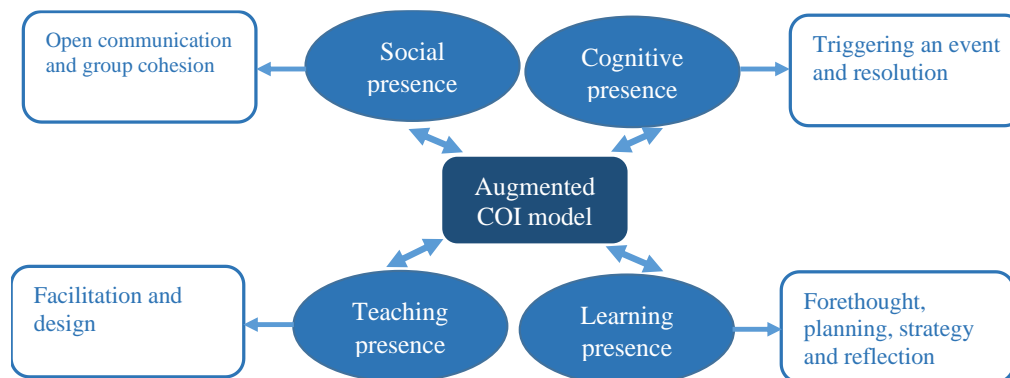 Open communication
and group cohesion
Social
presence
Cognitive
presence
Triggering an event
and resolution
Augmented
COI model
Facilitation and
design
Teaching
presence
Learning
presence
Forethought,
planning, strategy
and reflection